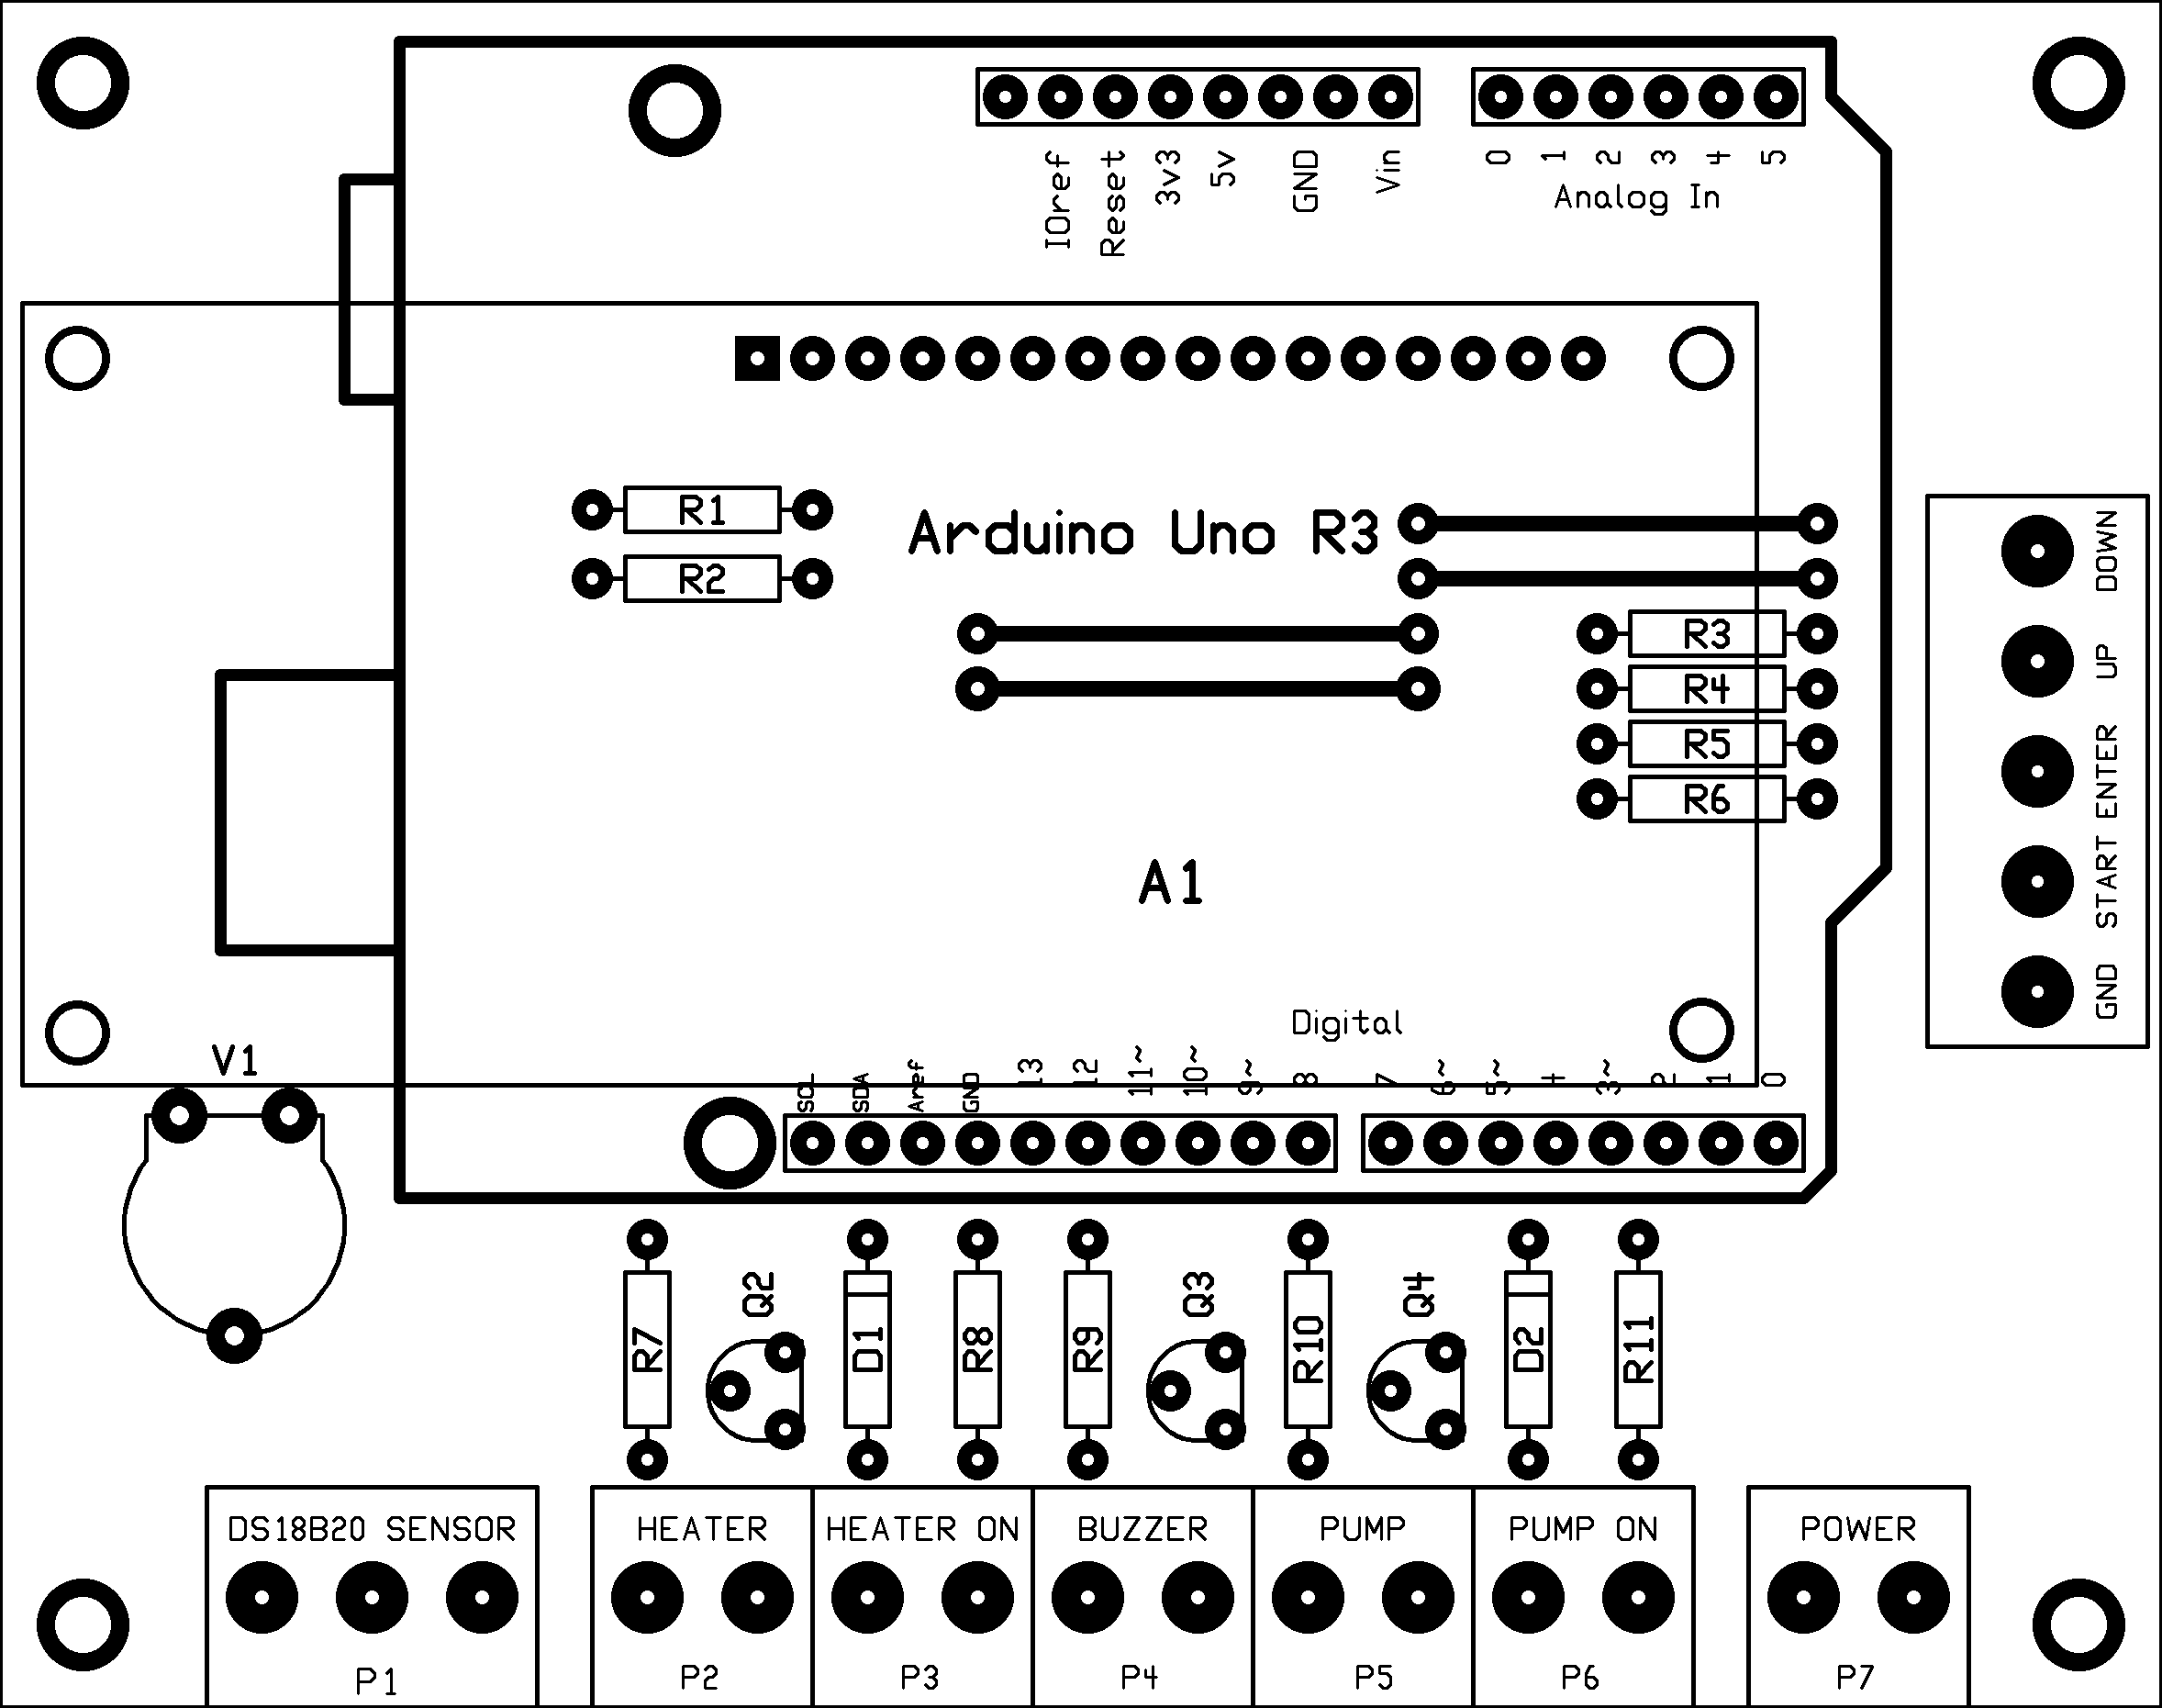 IOref
Reset
3v3
5v
GND
Vin
0
1
2
3
4
5
Analog In
R1
R2
Arduino Uno R3
R3
R4
R5
R6
DOWN
UP
ENTER
START
GND
A1
Digital
V1
SCL
SDA
Aref
GND
13
12
11~
10~
9~
8
7
6~
5~
4
3~
2
1
0
R7
Q2
D1
R8
R9
Q3
R10
Q4
D2
R11
DS18B20 SENSOR
HEATER
HEATER ON
BUZZER
PUMP
PUMP ON
POWER
P1
P2
P3
P4
P5
P6
P7